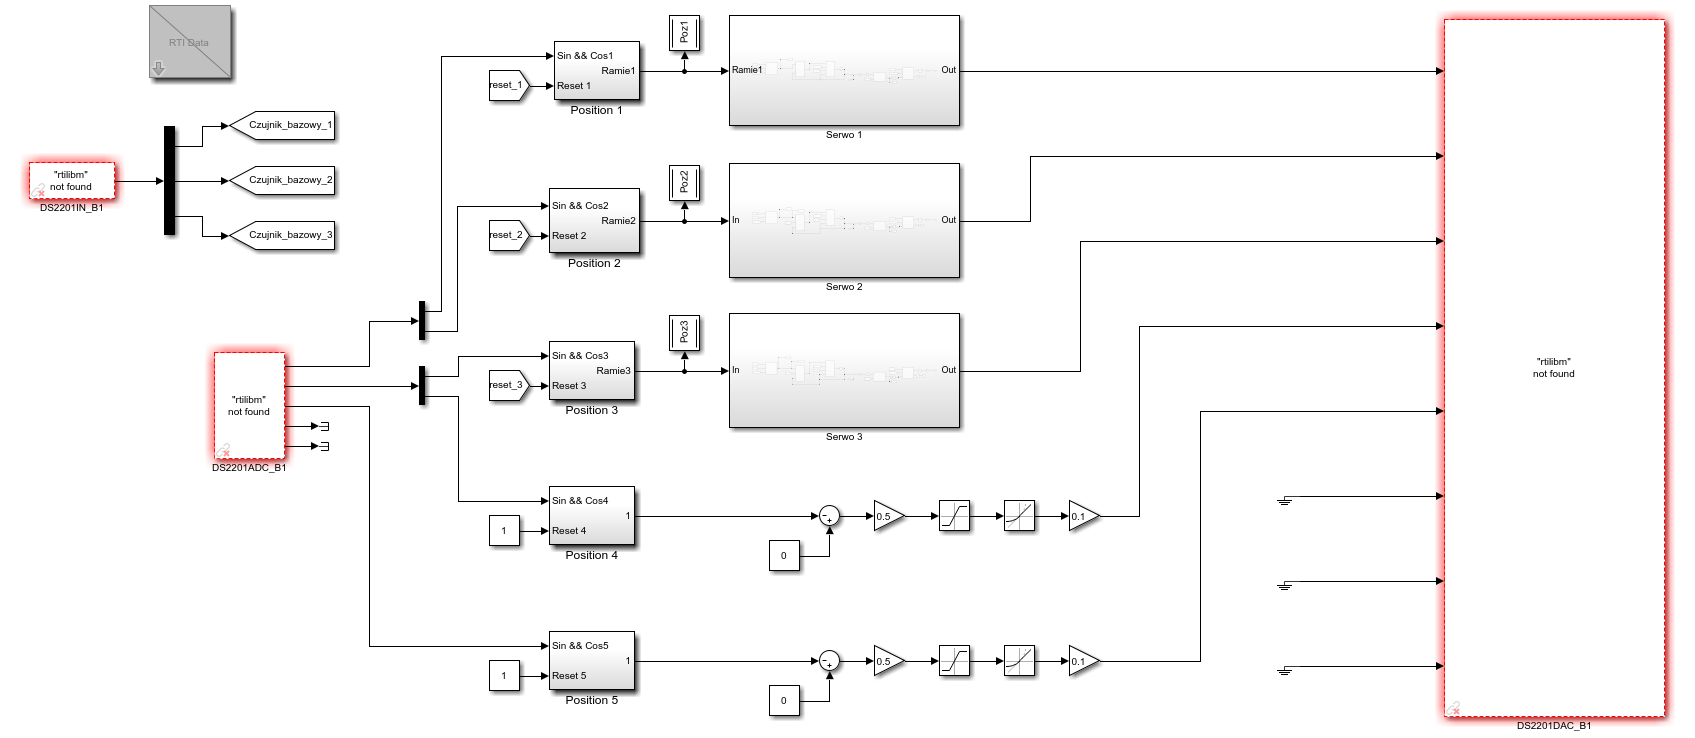 RTI Data
Czujnik_bazowy_1
Czujnik_bazowy_2
Czujnik_bazowy_3
"rtilibm"
not found
DS2201IN_B1
"rtilibm"
not found
DS2201ADC_B1
Sin && Cos1
Ramie1
reset_1
Reset 1
Position 1
Poz1
Ramie1
Out
Serwo 1
Sin && Cos2
Ramie2
reset_2
Reset 2
Position 2
Poz2
In
Out
Serwo 2
Sin && Cos3
Ramie3
reset_3
Reset 3
Position 3
Poz3
In
Out
Serwo 3
Sin && Cos4
1
1
Reset 4
Position 4
0
0.5
0.1
Sin && Cos5
1
1
Reset 5
Position 5
0
0.5
0.1
"rtilibm"
not found
DS2201DAC_B1